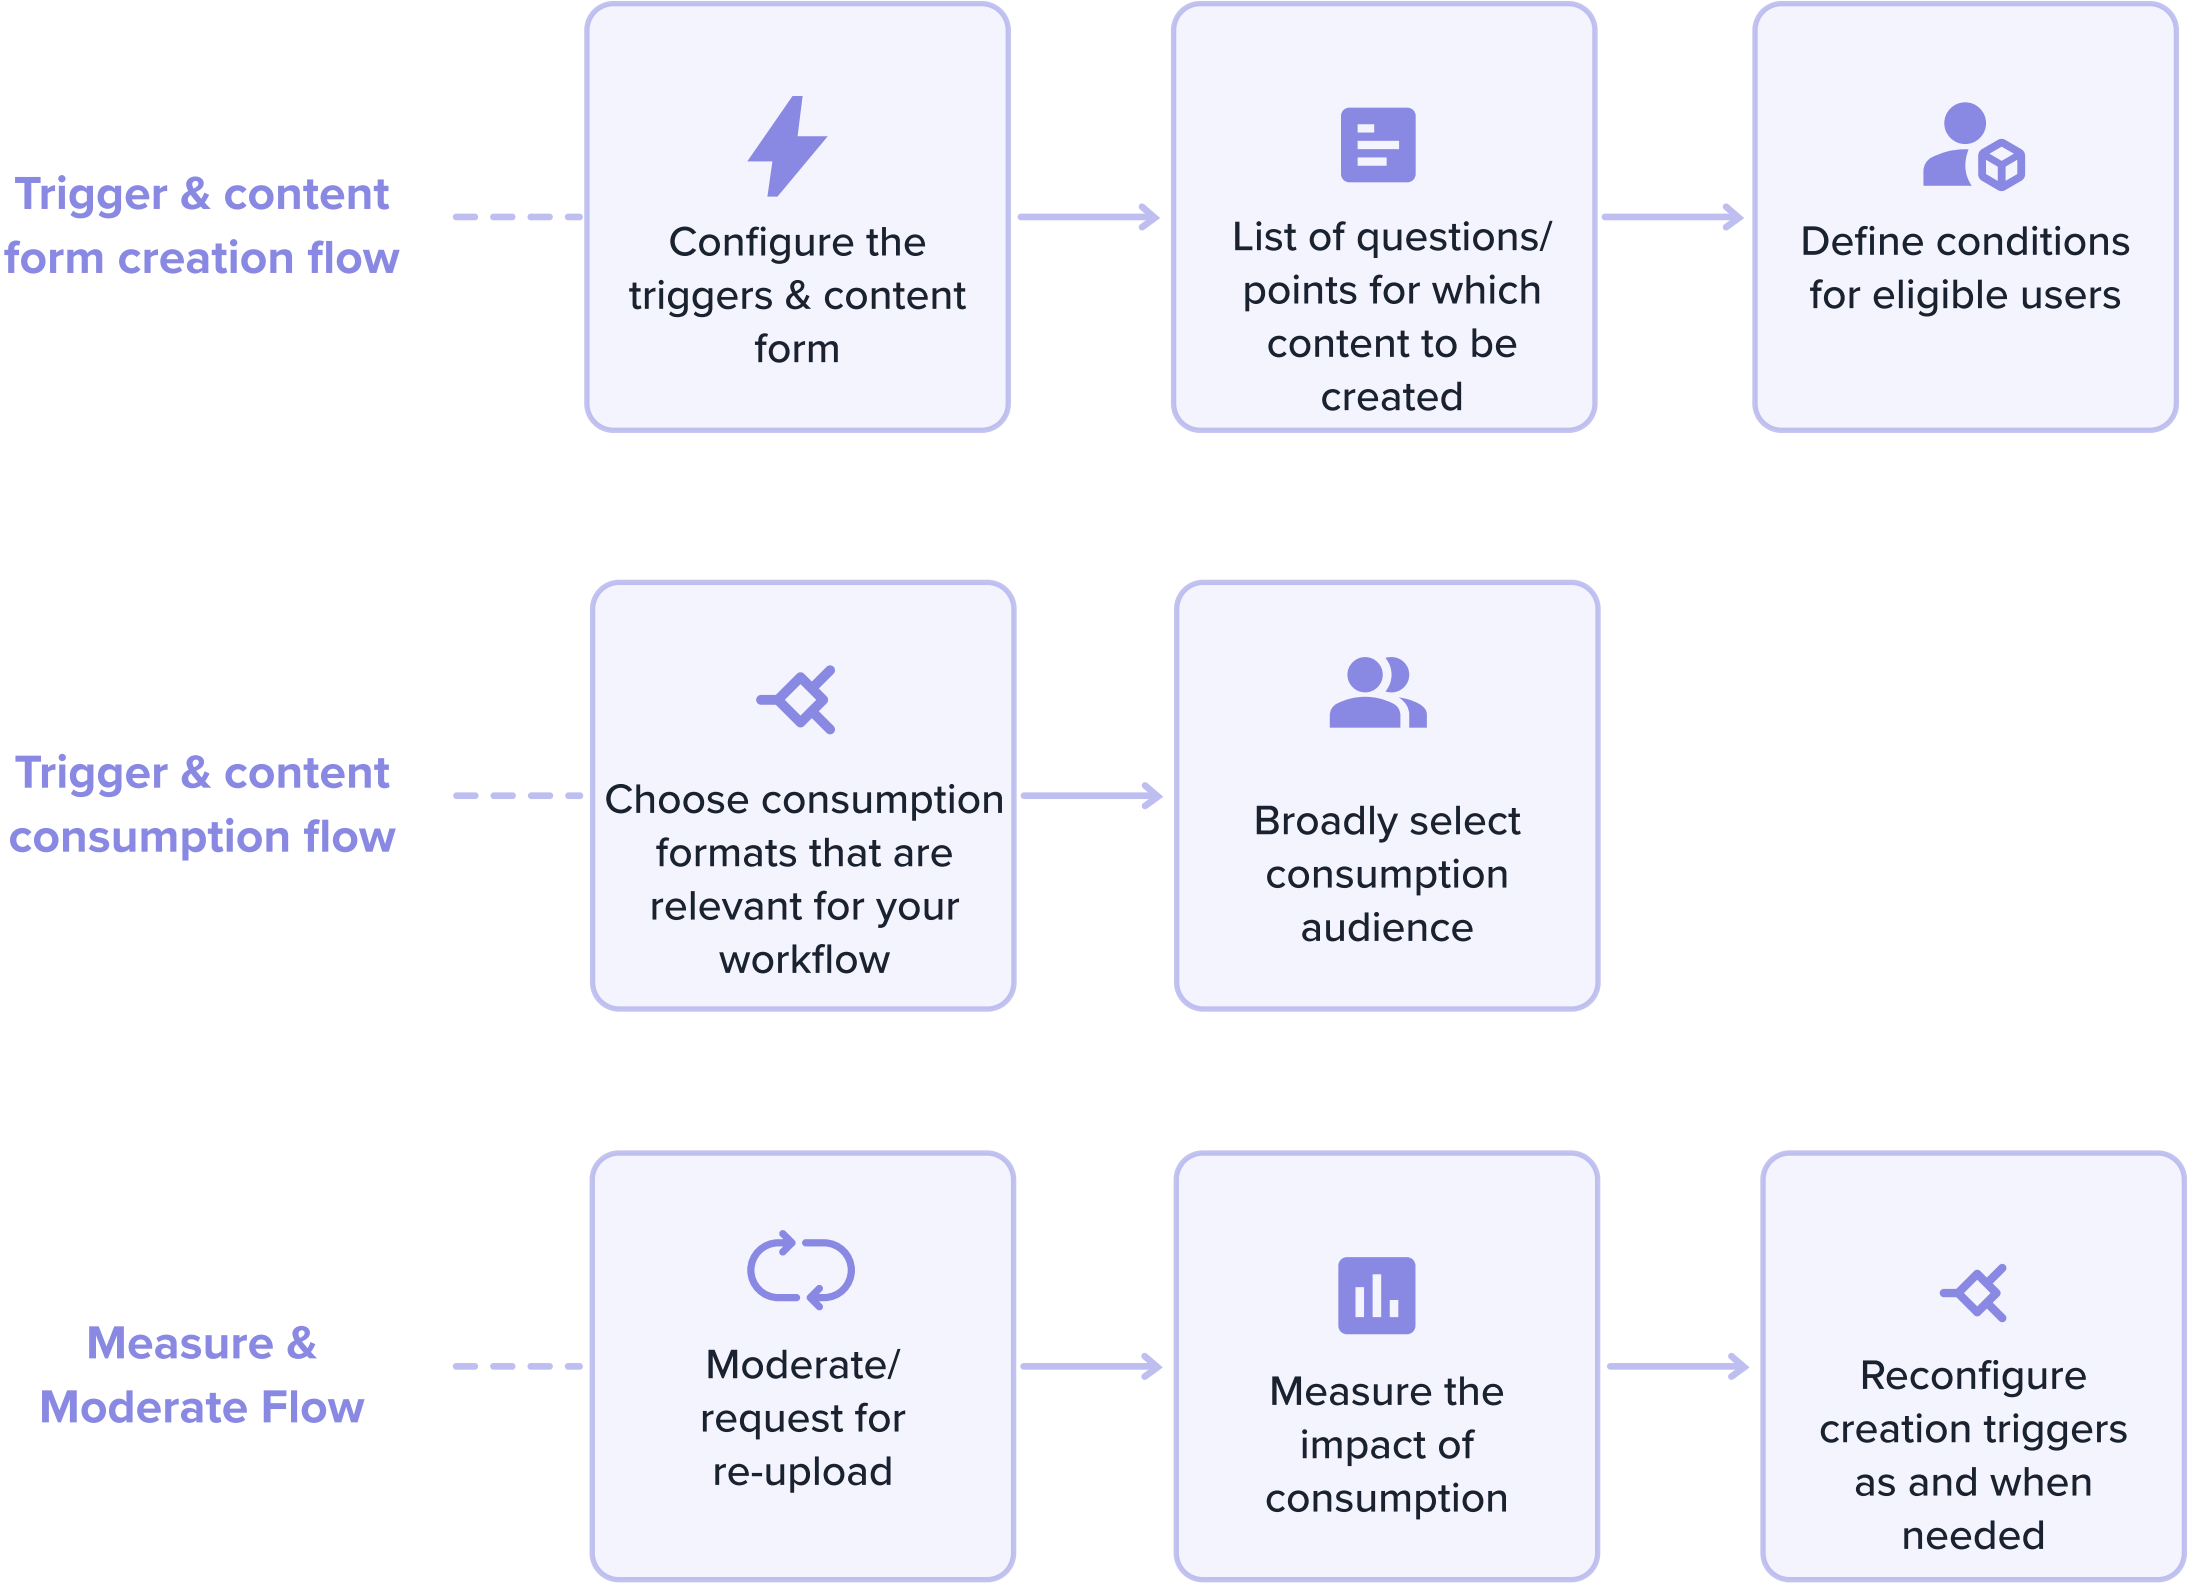 Trigger & content
form creation flow
Configure the
triggers & content
form
List of questions/
points for which
content to be
created
Define conditions
for eligible users
Trigger & content
consumption flow
Choose consumption
formats that are
relevant for your
workflow
Broadly select
consumption
audience
Measure &
Moderate Flow
Moderate/
request for
re-upload
Measure the
impact of
consumption
Reconfigure
creation triggers
as and when
needed